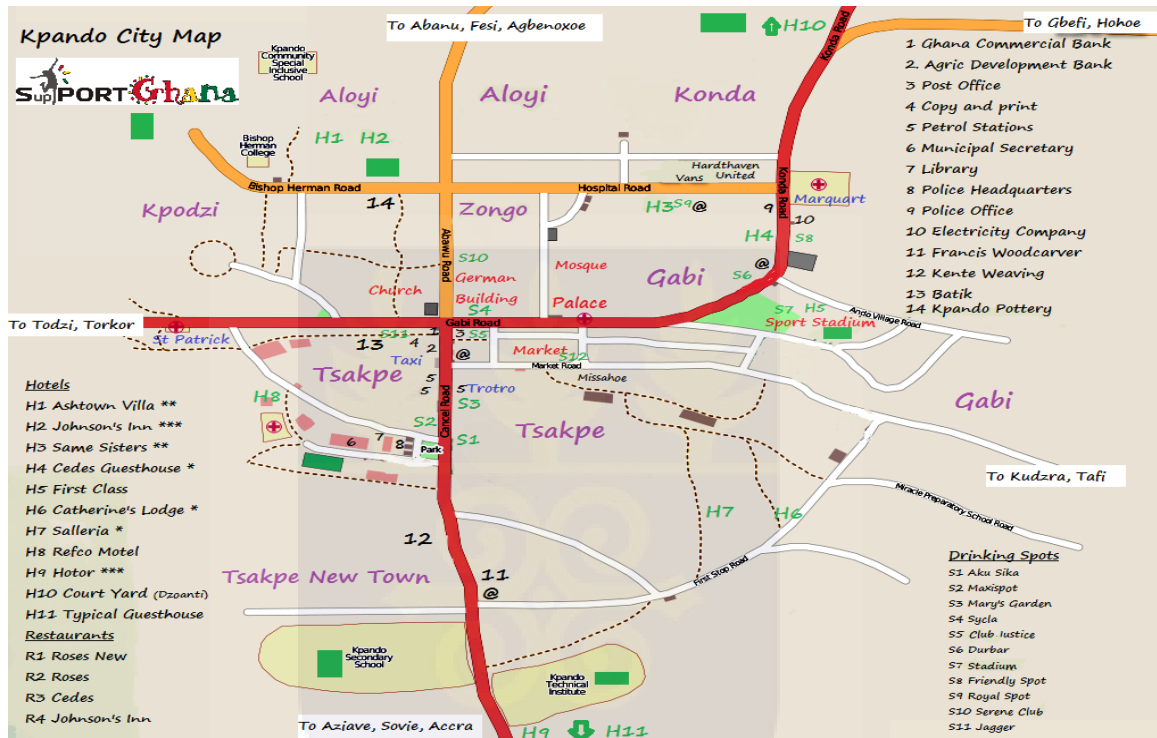 Kpando City Map
SupPORT Ghana
To Abanu, Fesi, Agbenoxoe
H10
Konda Road
To Gbefi, Hohoe
Kpando Community Special Inclusive School
Aloyi
Aloyi
Konda
H1
H2
Bishop Herman College
Bishop Herman Road
Hospital Road
Hardthaven
Vans United
Konda Road
Marquart
Kpodzi
14
Zongo
H3
S9
@
9
10
H4
S8
Abawu Road
S10
German Building
Mosque
Gabi
@
S6
Church
S4
Palace
S7
H5
Sport Stadium
Ando Village Road
To Todzi, Torkor
St Patrick
Gabi Road
S11
1
3
S5
13
4
2
@
Market
S12
Market Road
Taxi
Tsakpe
5
5
5
Trotro
Missahoe
S3
Cancel Road
H8
S2
S1
6
7
8
Park
Tsakpe
Gabi
To Kudzra, Tafi
Miracle Preparatory School Road
H7
H6
12
First Stop Road
Tsakpe New Town
11
@
Kpando Secondary School
Kpando Technical Institute
To Aziave, Sovie, Accra
H9
H11
1 Ghana Commercial Bank
2. Agric Development Bank
3 Post Office
4 Copy and print
5 Petrol Stations
6 Municipal Secretary
7 Library
8 Police Headquarters
9 Police Office
10 Electricity Company
11 Francis Woodcarver
12 Kente Weaving
13 Batik
14 Kpando Pottery
Hotels
H1 Ashtown Villa **
H2 Johnson's Inn ***
H3 Same Sisters **
H4 Cedes Guesthouse *
H5 First Class
H6 Catherine's Lodge *
H7 Salleria *
H8 Refco Motel
H9 Hotor ***
H10 Court Yard (Dzoanti)
H11 Typical Guesthouse
Restaurants
R1 Roses New
R2 Roses
R3 Cedes
R4 Johnson's Inn
Drinking Spots
S1 Aku Sika
S2 Maxispot
S3 Mary's Garden
S4 Sycla
S5 Club Justice
S6 Durbar
S7 Stadium
S8 Friendly Spot
S9 Royal Spot
S10 Serene Club
S11 Jagger